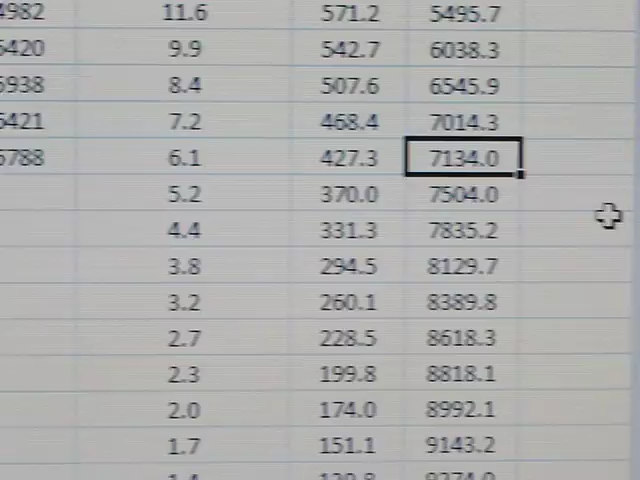 4982 11.6 571.2 5495.7
5420 9.9 542.7 6038.3
5938 8.4 507.6 6545.9
6421 7.2 468.4 7014.3
6788 6.1 427.3 7134.0
5.2 370.0 7504.0
4.4 331.3 7835.2
3.8 294.5 8129.7
3.2 260.1 8389.8
2.7 228.5 8618.3
2.3 199.8 8818.1
2.0 174.0 8992.1
1.7 151.1 9143.2